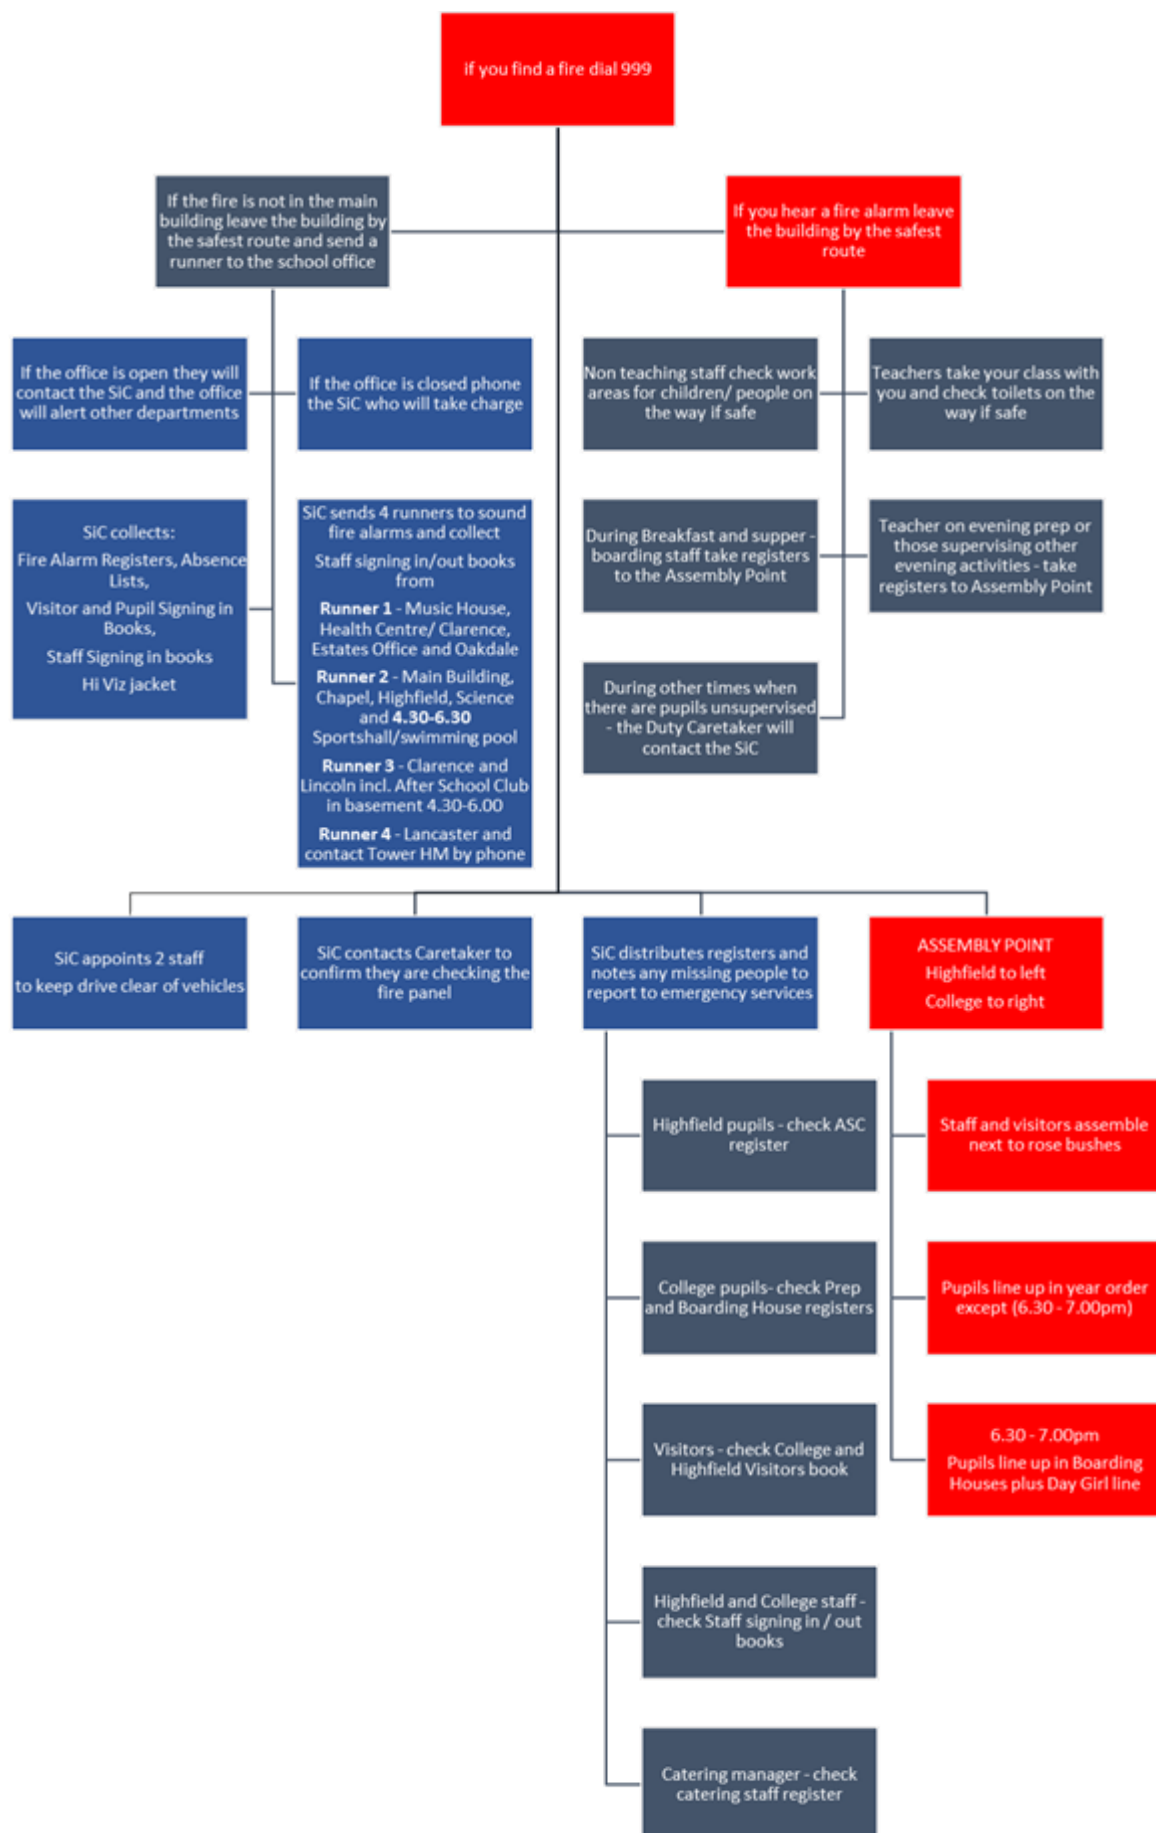 if you find a fire dial 999
If the fire is not in the main
building leave the building by
the safest route and send a
runner to the school office
If you hear a fire alarm leave
the building by the safest
route
If the office is open they will
contact the SiC and the office
will alert other departments
If the office is closed phone
the SiC who will take charge
Non teaching staff check work
areas for children/ people on
the way if safe
Teachers take your class with
you and check toilets on the
way if safe
SiC collects:
Fire Alarm Registers, Absence
Lists,
Visitor and Pupil Signing in
Books,
Staff Signing in books
Hi Viz jacket
SiC sends 4 runners to sound
fire alarms and collect
Staff signing in/out books
from
Runner 1 - Music House,
Health Centre/ Clarence,
Estates Office and Oakdale
Runner 2 - Main Building,
Chapel, Highfield, Science
and 4.30-6.30
Sportshall/swimming pool
Runner 3 - Clarence and
Lincoln incl. After School Club
in basement 4.30-6.00
Runner 4 - Lancaster and
contact Tower HM by phone
During Breakfast and supper -
boarding staff take registers
to the Assembly Point
Teacher on evening prep or
those supervising other
evening activities - take
registers to Assembly Point
During other times when
there are pupils unsupervised
- the Duty Caretaker will
contact the SiC
SiC appoints 2 staff
to keep drive clear of vehicles
SiC contacts Caretaker to
confirm they are checking the
fire panel
SiC distributes registers and
notes any missing people to
report to emergency services
ASSEMBLY POINT
Highfield to left
College to right
Highfield pupils - check ASC
register
Staff and visitors assemble
next to rose bushes
College pupils- check Prep
and Boarding House registers
Pupils line up in year order
except (6.30 - 7.00pm)
Visitors - check College and
Highfield Visitors book
6.30 - 7.00pm
Pupils line up in Boarding
Houses plus Day Girl line
Highfield and College staff -
check Staff signing in / out
books
Catering manager - check
catering staff register